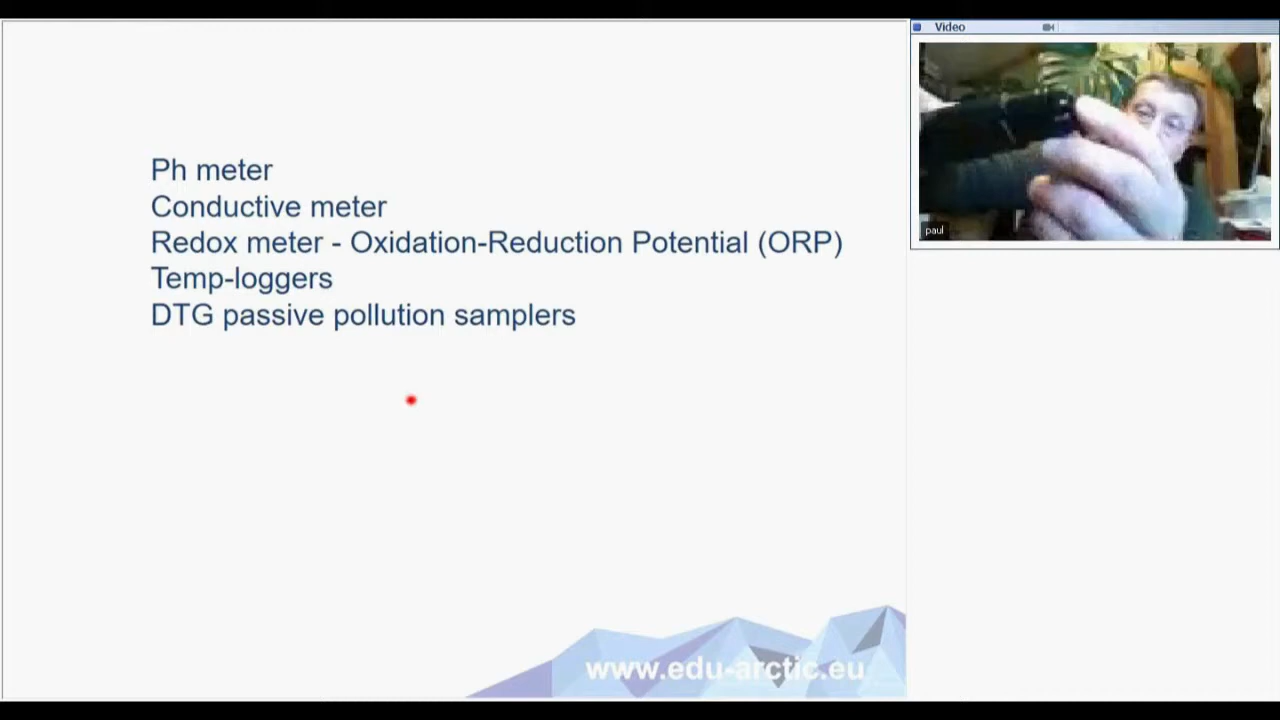 Video
Ph meter
Conductive meter
Redox meter - Oxidation-Reduction Potential (ORP)
Temp-loggers
DTG passive pollution samplers
paul
www.edu-arctic.eu